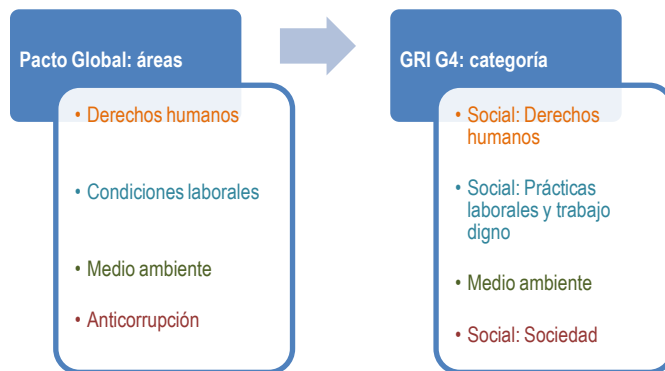 Pacto Global: áreas
• Derechos humanos
• Condiciones laborales
• Medio ambiente
• Anticorrupción
GRI G4: categoría
• Social: Derechos
humanos
• Social: Prácticas
laborales y trabajo
digno
• Medio ambiente
• Social: Sociedad